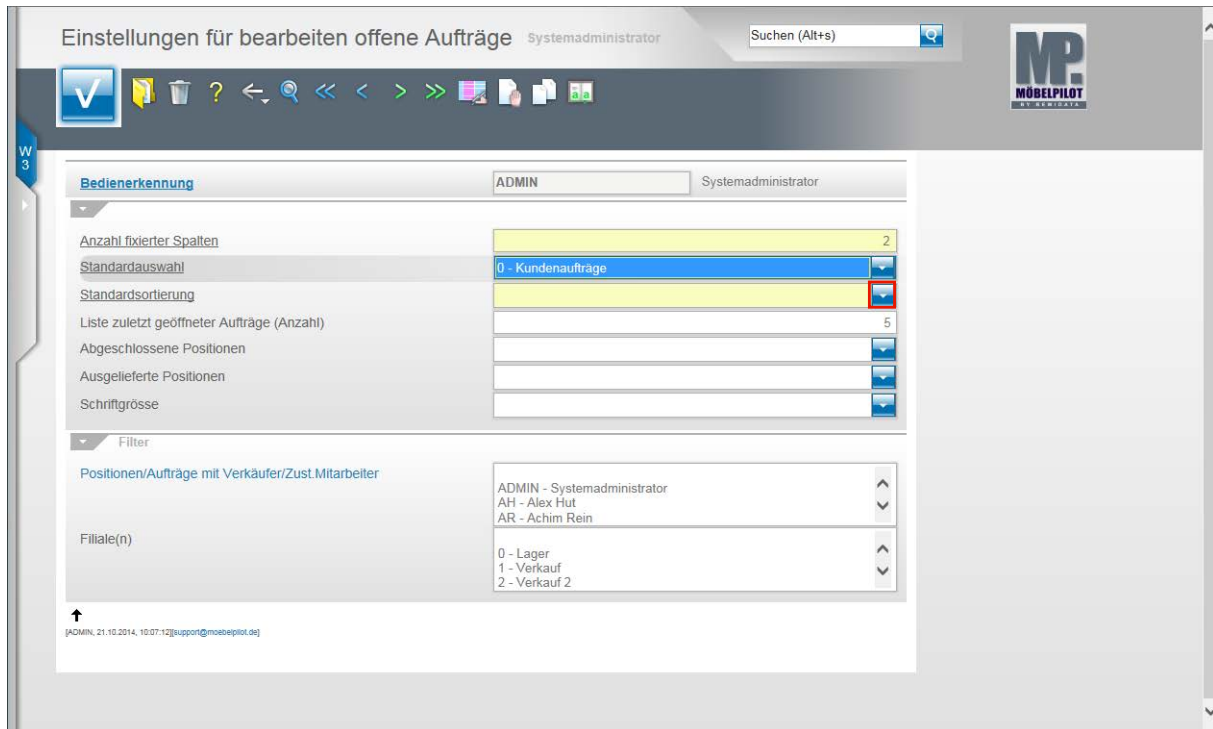 Einstellungen für bearbeiten offene Aufträge Systemadministrator Suchen (Alt+s)
MP.
MÖBELPILOT
W
3
Bedienerkennung ADMIN Systemadministrator
Anzahl fixierter Spalten 2
Standardauswahl 0 - Kundenaufträge
Standardsortierung
Liste zuletzt geöffneter Aufträge (Anzahl) 5
Abgeschlossene Positionen
Ausgelieferte Positionen
Schriftgrösse
Filter
Positionen/Aufträge mit Verkäufer/Zust.Mitarbeiter
ADMIN - Systemadministrator
AH - Alex Hut
AR - Achim Rein
Filiale(n)
0 - Lager
1 - Verkauf
2 - Verkauf 2
[ADMIN, 21.10.2014, 10:07:12][support@moebelpilot.de]